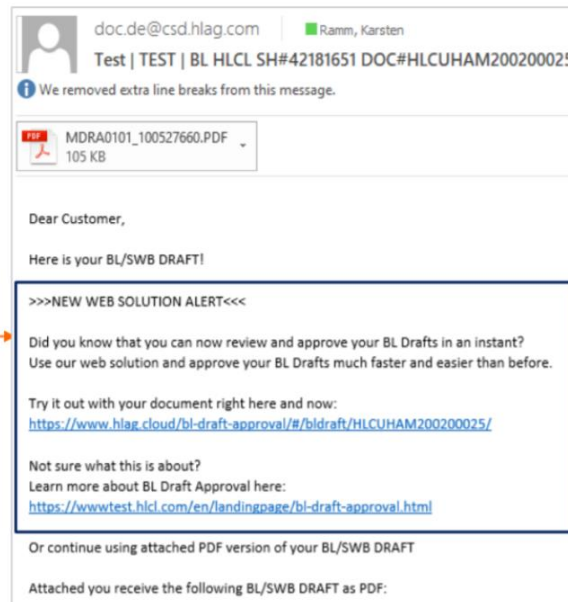 doc.de@csd.hlag.com Ramm, Karsten
Test | TEST | BL HLCL SH#42181651 DOC#HLCUHAM200200025
We removed extra line breaks from this message.
PDF
MDRA0101_100527660.PDF
105 KB
Dear Customer,
Here is your BL/SWB DRAFT!
>>>NEW WEB SOLUTION ALERT<<<
Did you know that you can now review and approve your BL Drafts in an instant?
Use our web solution and approve your BL Drafts much faster and easier than before.
Try it out with your document right here and now:
https://www.hlag.cloud/bl-draft-approval/#/bldraft/HLCUHAM200200025/
Not sure what this is about?
Learn more about BL Draft Approval here:
https://wwwtest.hlcl.com/en/landingpage/bl-draft-approval.html
Or continue using attached PDF version of your BL/SWB DRAFT
Attached you receive the following BL/SWB DRAFT as PDF: